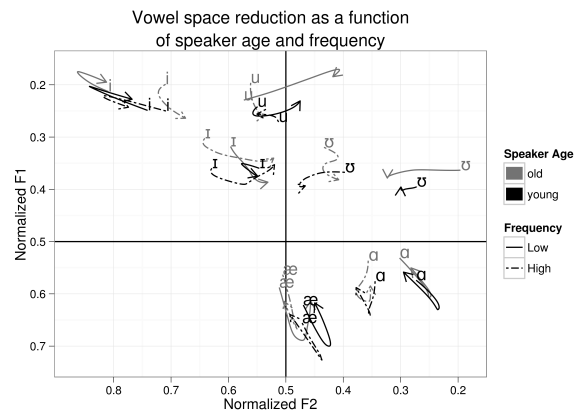 Vowel space reduction as a function
of speaker age and frequency
Normalized F1
0.2
0.3
0.4
0.5
0.6
0.7
i
i
i
i
u
u
u
u
ɪ
ɪ
ɪ
ɪ
ʊ
ʊ
ʊ
ʊ
æ
æ
æ
æ
ɑ
ɑ
ɑ
ɑ
0.8 0.7 0.6 0.5 0.4 0.3 0.2
Normalized F2
Speaker Age
old
young
Frequency
Low
High